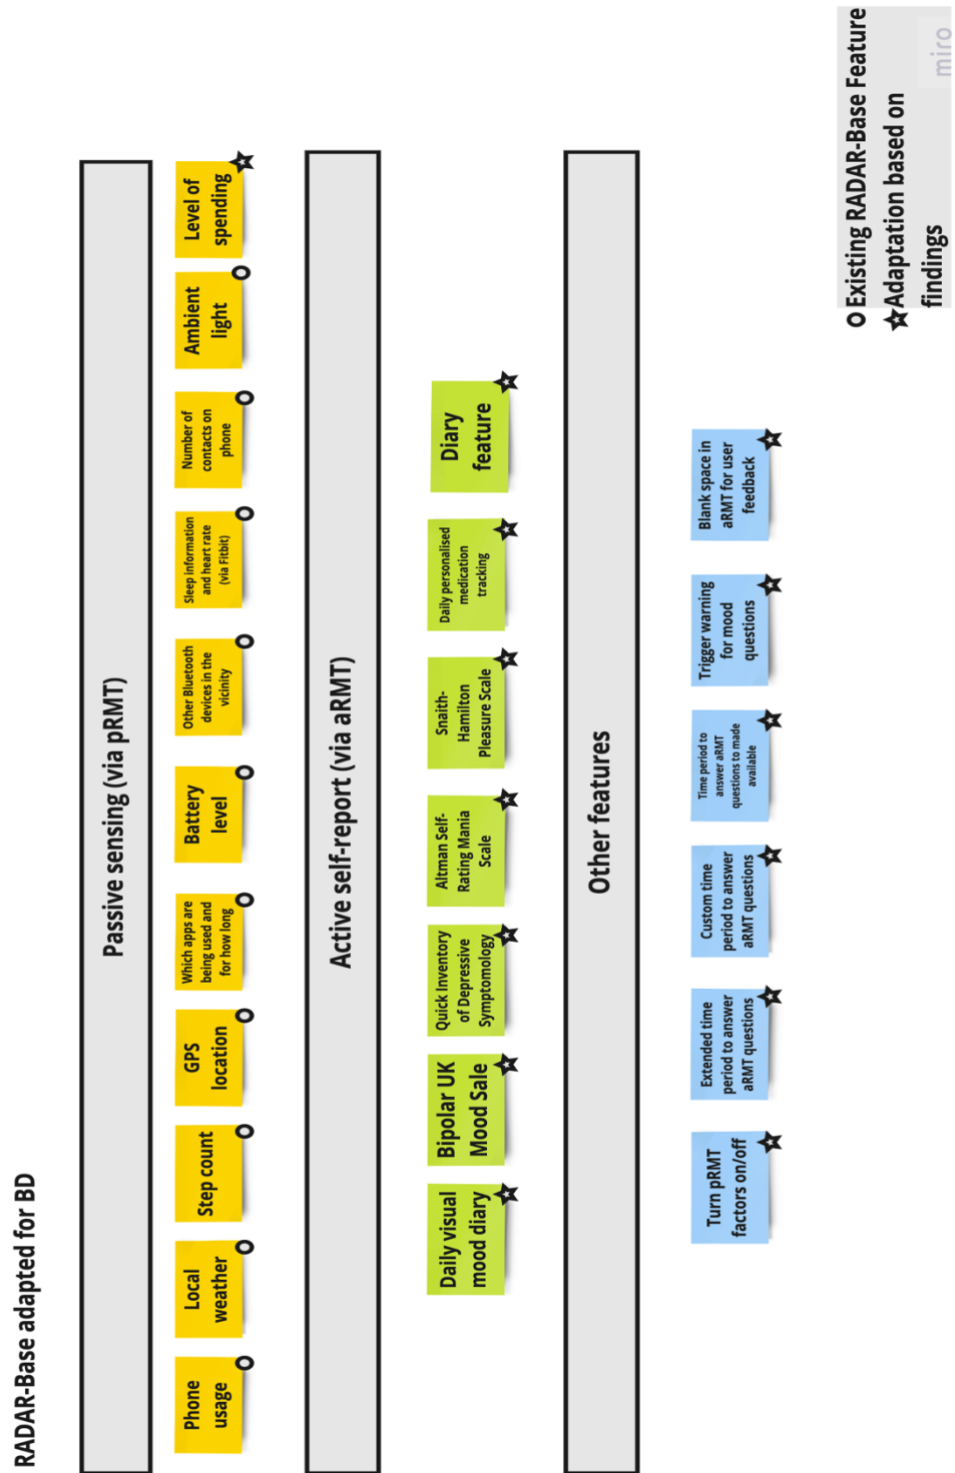 RADAR-Base adapted for BD
Passive sensing (via pRMT)
Phone
usage
Local
weather
Step count
GPS
location
Which apps are
being used and
for how long
Battery
level
Other Bluetooth
devices in the
vicinity
Sleep information
and heart rate
(via Fitbit)
Number of
contacts on
phone
Ambient
light
Level of
spending
Active self-report (via aRMT)
Daily visual
mood diary
Bipolar UK
Mood Sale
Quick Inventory
of Depressive
Symptomology
Altman Self-
Rating Mania
Scale
Snaith-
Hamilton
Pleasure Scale
Daily personalised
medication
tracking
Diary
feature
Other features
Turn pRMT
factors on/off
Extended time
period to answer
aRMT questions
Custom time
period to answer
aRMT questions
Time period to
answer aRMT
questions to made
available
Trigger warning
for mood
questions
Blank space in
aRMT for user
feedback
Existing RADAR-Base Feature
Adaptation based on
findings
miro